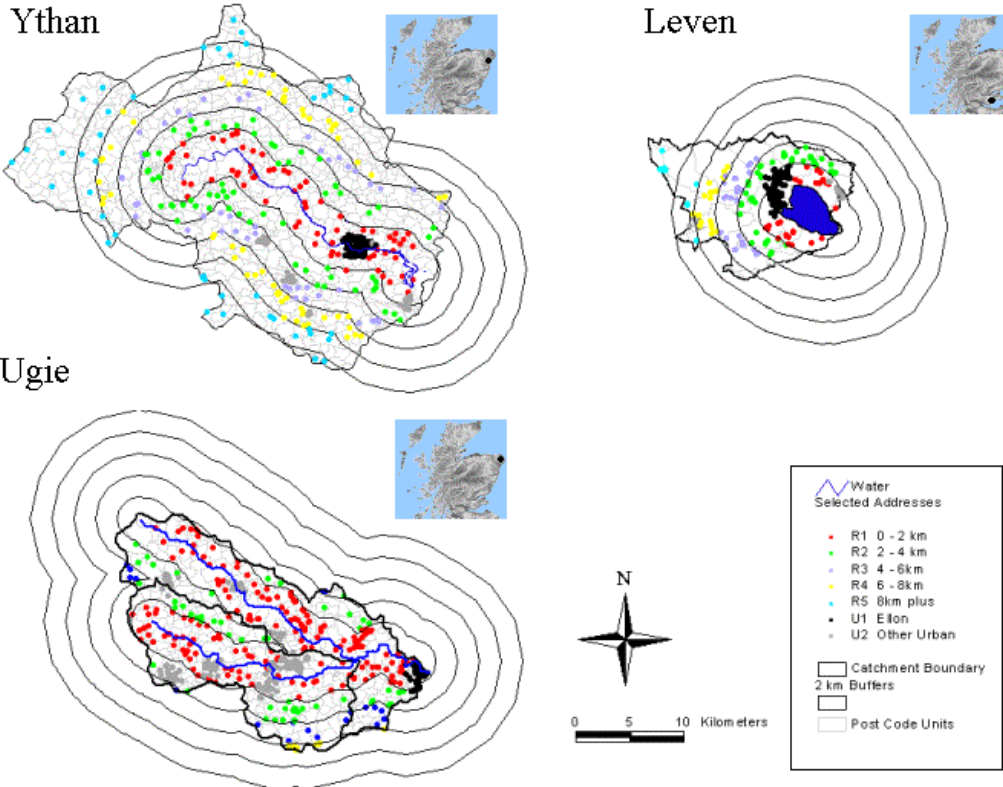 Ythan
Leven
Ugie
N
0 5 10 Kilometers
Water
Selected Addresses
R1 0 - 2 km
R2 2 - 4 km
R3 4 - 6km
R4 6 - 8km
R5 8km plus
U1 Ellon
U2 Other Urban
Catchment Boundary
2 km Buffers
Post Code Units